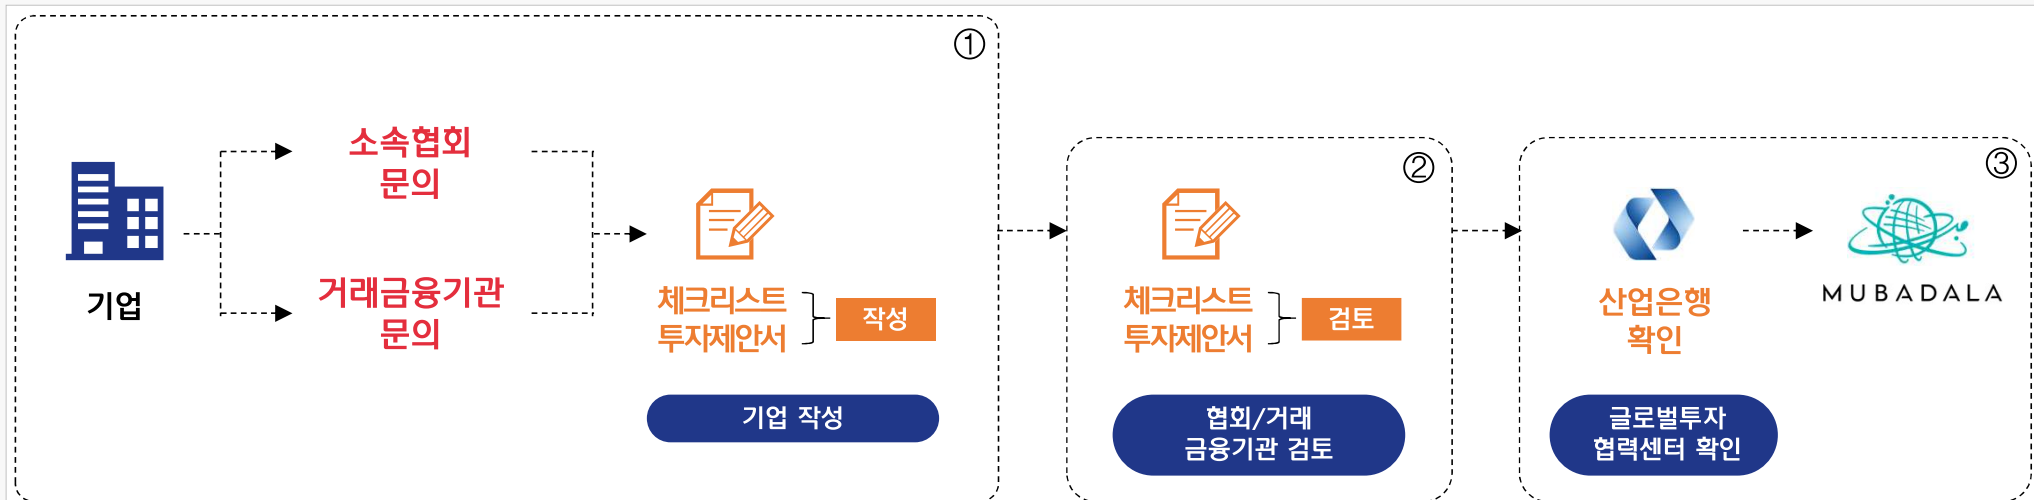 ①
기업
소속협회
문의
거래금융기관
문의
체크리스트
투자제안서
작성
기업 작성
②
체크리스트
투자제안서
검토
협회/거래
금융기관 검토
③
산업은행
확인
글로벌투자
협력센터 확인
MUBADALA